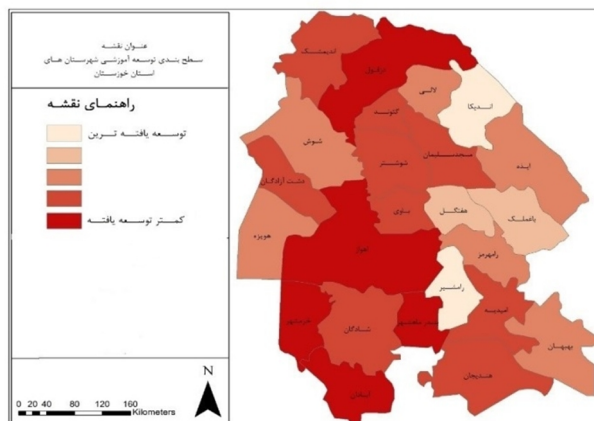 عنوان نقشه
سطح بندی توسعه آموزشی شهرستان های
استان خوزستان
راهنمای نقشه
توسعه یافته ترین
کمتر توسعه یافته
N
0 20 40 80 120 160
Kilometers
اندیمشک
دزفول
لالی
اندیکا
گتوند
شوش
شوشتر
مسجدسلیمان
ایذه
دشت آزادگان
باوی
هفتگل
باغملک
هویزه
اهواز
رامهرمز
رامشیر
امیدیه
خرمشهر
شادگان
بندر ماهشهر
بهبهان
هندیجان
آبادان